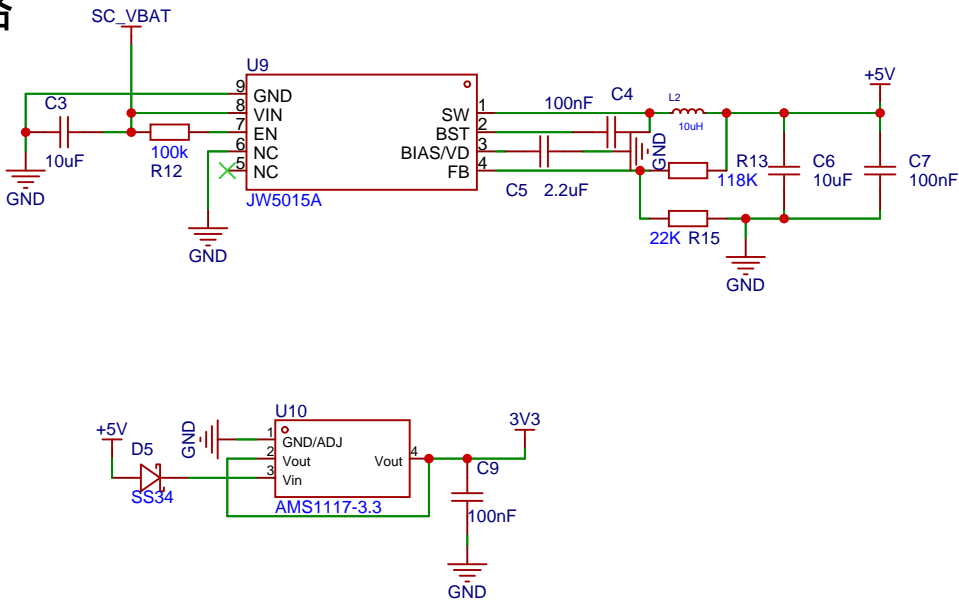 SC_VBAT
U9
C3
10uF
GND
100k
R12
9
8
7
6
5
GND
VIN
EN
NC
NC
SW
BST
BIAS/VD
FB
1
2
3
4
JW5015A
GND
100nF
C4
C5
2.2uF
GND
L2
10uH
+5V
R13
118K
C6
10uF
C7
100nF
22K
R15
GND
U10
+5V
D5
SS34
GND
1
2
3
GND/ADJ
Vout
Vin
Vout
4
AMS1117-3.3
3V3
C9
100nF
GND